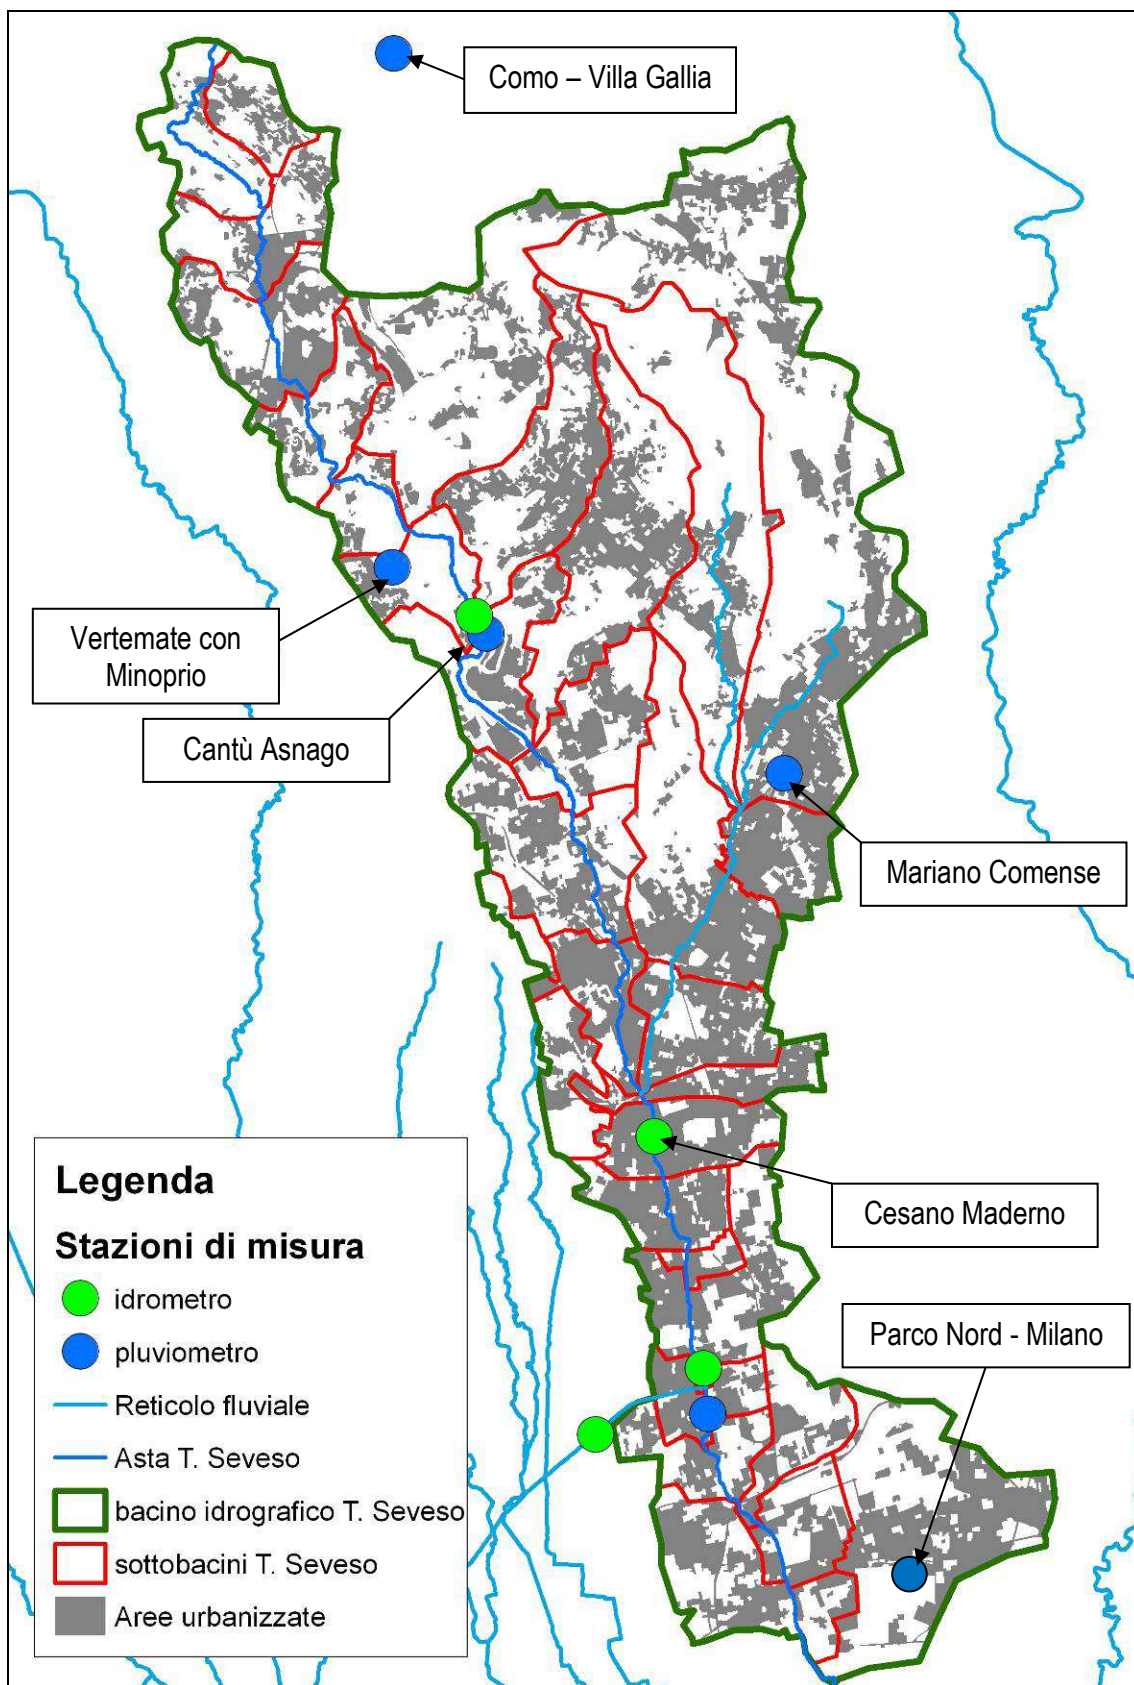 Como – Villa Gallia
Vertemate con
Minoprio
Cantù Asnago
Mariano Comense
Cesano Maderno
Parco Nord - Milano
Legenda
Stazioni di misura
idrometro
pluviometro
Reticolo fluviale
Asta T. Seveso
bacino idrografico T. Seveso
sottobacini T. Seveso
Aree urbanizzate